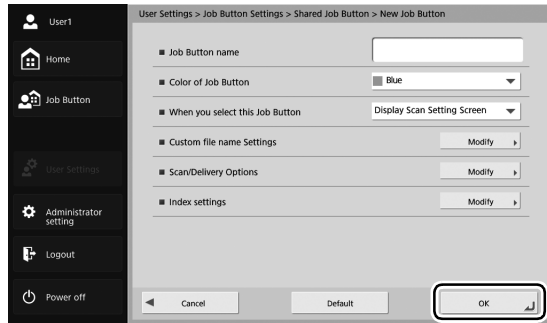 User1
Home
Job Button
User Settings
Administrator
setting
Logout
Power off
User Settings > Job Button Settings > Shared Job Button > New Job Button
Job Button name
Color of Job Button
Blue
When you select this Job Button
Display Scan Setting Screen
Custom file name Settings
Modify
Scan/Delivery Options
Modify
Index settings
Modify
Cancel
Default
OK